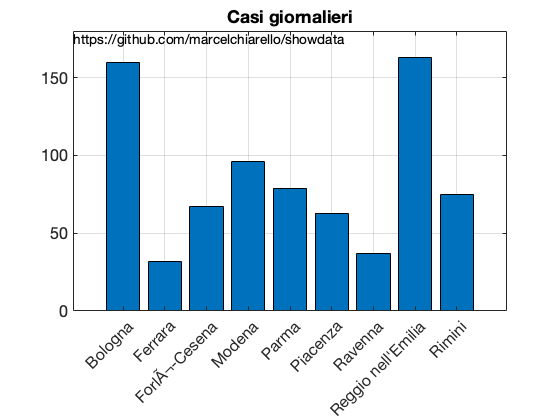 Casi giornalieri
https://github.com/marcelchiarello/showdata
150
100
50
0
Bologna
Ferrara
ForlÃ¬-Cesena
Modena
Parma
Piacenza
Ravenna
Reggio nell'Emilia
Rimini